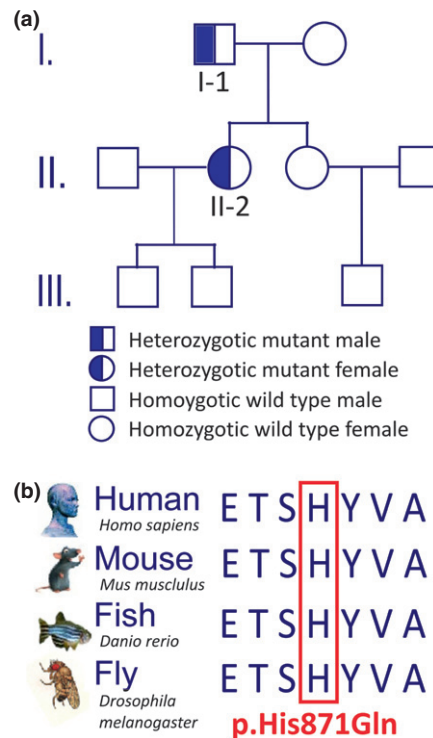 (a)
I.
I-1
II.
II-2
III.
Heterozygotic mutant male
Heterozygotic mutant female
Homoygotic wild type male
Homozygotic wild type female
(b)
Human
Homo sapiens
E T S H Y V A
Mouse
Mus musclulus
E T S H Y V A
Fish
Danio rerio
E T S H Y V A
Fly
Drosophila
melanogaster
E T S H Y V A
p.His871Gln